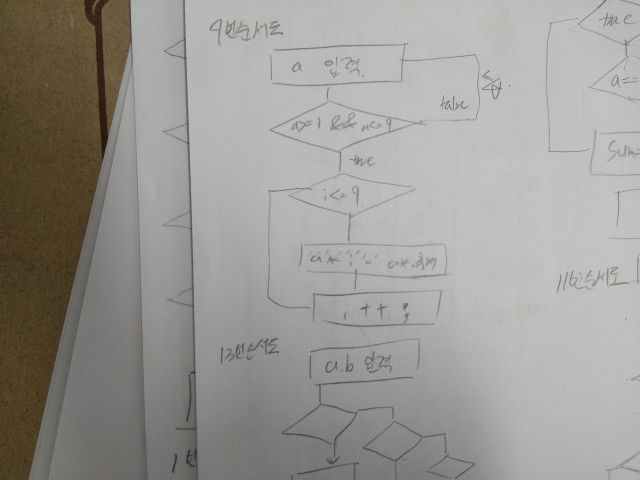 9번순서도
a 입력
a>=1 && a<=9
false
true
i<=9
i++;
13번순서도
a.b 입력
true
a==
Sum=
11번순서도
1번